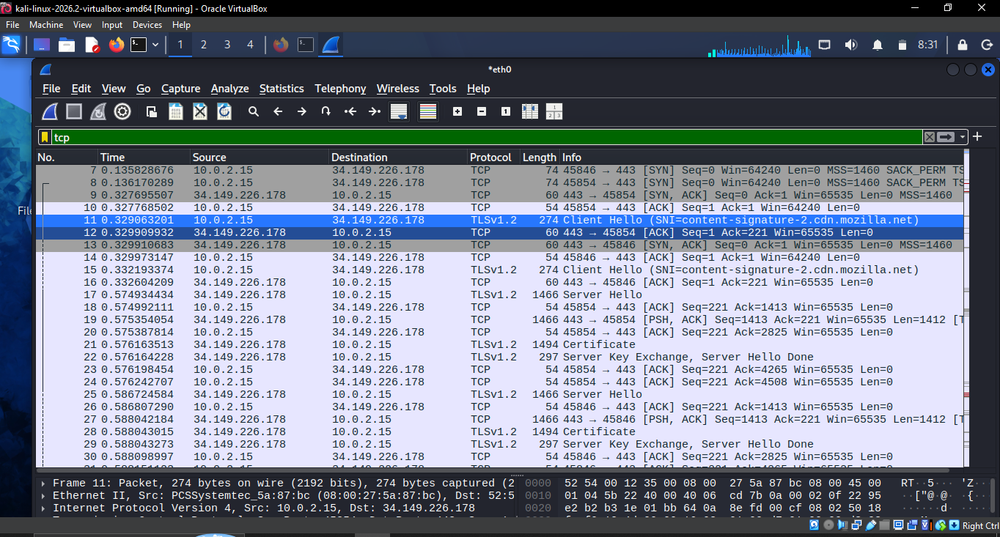 kali-linux-2026.2-virtualbox-amd64 [Running] - Oracle VirtualBox
File Machine View Input Devices Help
1 2 3 4 8:31
*eth0
File Edit View Go Capture Analyze Statistics Telephony Wireless Tools Help
tcp
No. Time Source Destination Protocol Length Info
7 0.135828676 10.0.2.15 34.149.226.178 TCP 74 45846 → 443 [SYN] Seq=0 Win=64240 Len=0 MSS=1460 SACK_PERM TS
8 0.136170289 10.0.2.15 34.149.226.178 TCP 74 45854 → 443 [SYN] Seq=0 Win=64240 Len=0 MSS=1460 SACK_PERM TS
9 0.327695507 34.149.226.178 10.0.2.15 TCP 60 443 → 45854 [SYN, ACK] Seq=0 Ack=1 Win=65535 Len=0 MSS=1460
10 0.327768502 10.0.2.15 34.149.226.178 TCP 54 45854 → 443 [ACK] Seq=1 Ack=1 Win=64240 Len=0
11 0.329063201 10.0.2.15 34.149.226.178 TLSv1.2 274 Client Hello (SNI=content-signature-2.cdn.mozilla.net)
12 0.329909932 34.149.226.178 10.0.2.15 TCP 60 443 → 45854 [ACK] Seq=1 Ack=221 Win=65535 Len=0
13 0.329910683 34.149.226.178 10.0.2.15 TCP 60 443 → 45846 [SYN, ACK] Seq=0 Ack=1 Win=65535 Len=0 MSS=1460
14 0.329973147 10.0.2.15 34.149.226.178 TCP 54 45846 → 443 [ACK] Seq=1 Ack=1 Win=64240 Len=0
15 0.332193374 10.0.2.15 34.149.226.178 TLSv1.2 274 Client Hello (SNI=content-signature-2.cdn.mozilla.net)
16 0.332604209 34.149.226.178 10.0.2.15 TCP 60 443 → 45846 [ACK] Seq=1 Ack=221 Win=65535 Len=0
17 0.574934434 34.149.226.178 10.0.2.15 TLSv1.2 1466 Server Hello
18 0.574992111 10.0.2.15 34.149.226.178 TCP 54 45854 → 443 [ACK] Seq=221 Ack=1413 Win=65535 Len=0
19 0.575354054 34.149.226.178 10.0.2.15 TCP 1466 443 → 45854 [PSH, ACK] Seq=1413 Ack=221 Win=65535 Len=1412 [T
20 0.575387814 10.0.2.15 34.149.226.178 TCP 54 45854 → 443 [ACK] Seq=221 Ack=2825 Win=65535 Len=0
21 0.576163513 34.149.226.178 10.0.2.15 TLSv1.2 1494 Certificate
22 0.576164228 34.149.226.178 10.0.2.15 TLSv1.2 297 Server Key Exchange, Server Hello Done
23 0.576198454 10.0.2.15 34.149.226.178 TCP 54 45854 → 443 [ACK] Seq=221 Ack=4265 Win=65535 Len=0
24 0.576242707 10.0.2.15 34.149.226.178 TCP 54 45854 → 443 [ACK] Seq=221 Ack=4508 Win=65535 Len=0
25 0.586724584 34.149.226.178 10.0.2.15 TLSv1.2 1466 Server Hello
26 0.586807290 10.0.2.15 34.149.226.178 TCP 54 45846 → 443 [ACK] Seq=221 Ack=1413 Win=65535 Len=0
27 0.588042184 34.149.226.178 10.0.2.15 TCP 1466 443 → 45846 [PSH, ACK] Seq=1413 Ack=221 Win=65535 Len=1412 [T
28 0.588043015 34.149.226.178 10.0.2.15 TLSv1.2 1494 Certificate
29 0.588043273 34.149.226.178 10.0.2.15 TLSv1.2 297 Server Key Exchange, Server Hello Done
30 0.588098997 10.0.2.15 34.149.226.178 TCP 54 45846 → 443 [ACK] Seq=221 Ack=2825 Win=65535 Len=0
Frame 11: Packet, 274 bytes on wire (2192 bits), 274 bytes captured (2
Ethernet II, Src: PCSSystemtec_5a:87:bc (08:00:27:5a:87:bc), Dst: 52:5
Internet Protocol Version 4, Src: 10.0.2.15, Dst: 34.149.226.178
0000 52 54 00 12 35 00 08 00 27 5a 87 bc 08 00 45 00 RT··5··· 'Z····E·
0010 01 04 5b 22 40 00 40 06 cd 7b 0a 00 02 0f 22 95 ··["@·@· ·{····"·
0020 e2 b2 b3 1e 01 bb 64 0a 8e fd 00 cf 08 02 50 18 ······d· ······P·
Right Ctrl